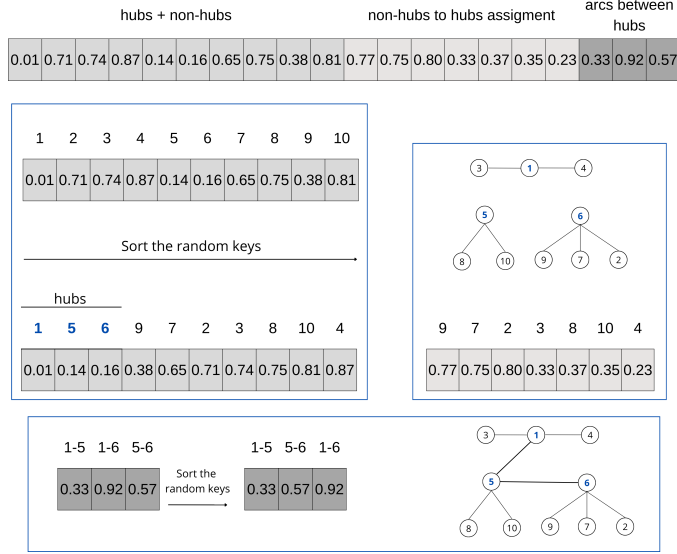 hubs + non-hubs
non-hubs to hubs assigment
arcs between
hubs
0.01 0.71 0.74 0.87 0.14 0.16 0.65 0.75 0.38 0.81 0.77 0.75 0.80 0.33 0.37 0.35 0.23 0.33 0.92 0.57
1 2 3 4 5 6 7 8 9 10
0.01 0.71 0.74 0.87 0.14 0.16 0.65 0.75 0.38 0.81
Sort the random keys
hubs
1 5 6 9 7 2 3 8 10 4
0.01 0.14 0.16 0.38 0.65 0.71 0.74 0.75 0.81 0.87
3 1 4
5 6
8 10 9 7 2
9 7 2 3 8 10 4
0.77 0.75 0.80 0.33 0.37 0.35 0.23
1-5 1-6 5-6
0.33 0.92 0.57
Sort the
random keys
1-5 5-6 1-6
0.33 0.57 0.92
3 1 4
5 6
8 10 9 7 2